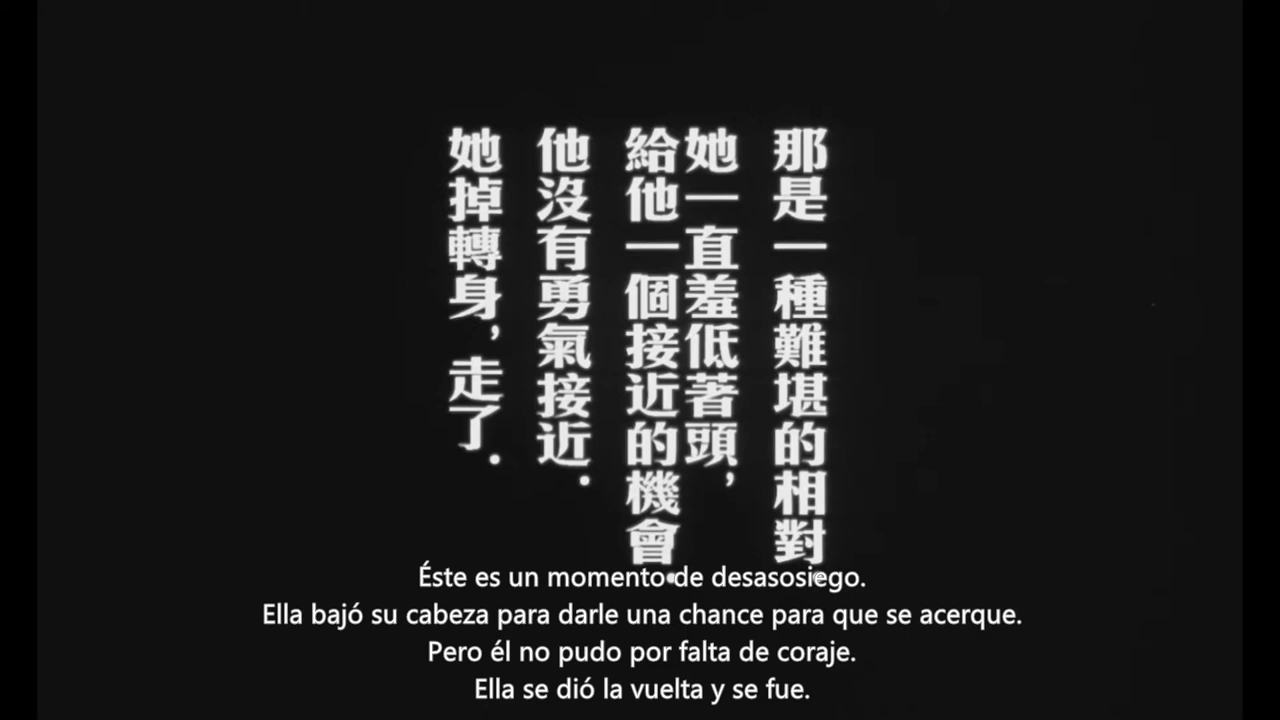 那是一種難堪的相對.
她一直羞低著頭,
給他一個接近的機會.
他沒有勇氣接近.
她掉轉身,走了.
Éste es un momento de desasosiego.
Ella bajó su cabeza para darle una chance para que se acerque.
Pero él no pudo por falta de coraje.
Ella se dió la vuelta y se fue.